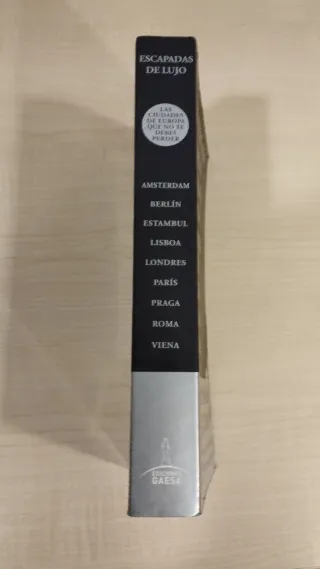 ESCAPADAS
DE LUJO
LAS
CIUDADES
DE EUROPA
QUE NO SE
DEBES
PERDER
AMSTERDAM
BERLÍN
ESTAMBUL
LISBOA
LONDRES
PARÍS
PRAGA
ROMA
VIENA
EDICIONES
GAESA